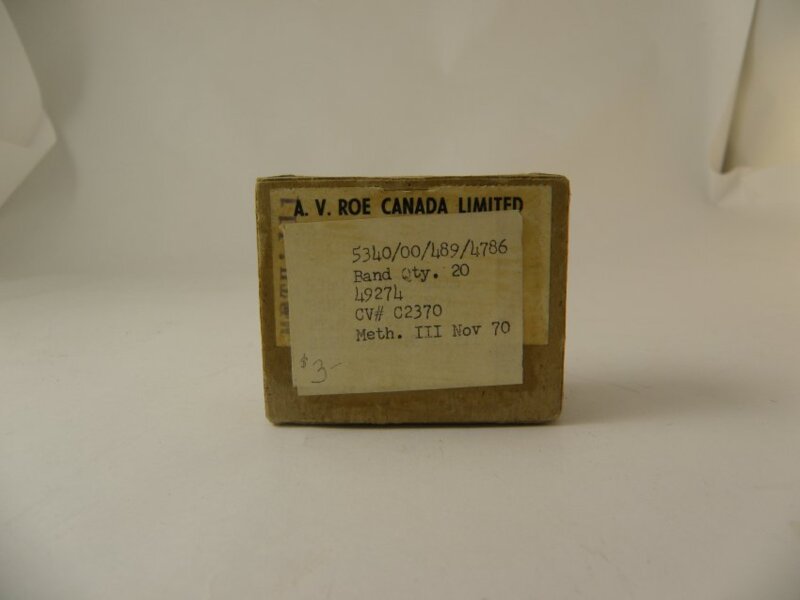 A. V. ROE CANADA LIMITED
5340/00/489/4786
Band Qty. 20
49274
CV# C2370
Meth. III Nov 70
$3-